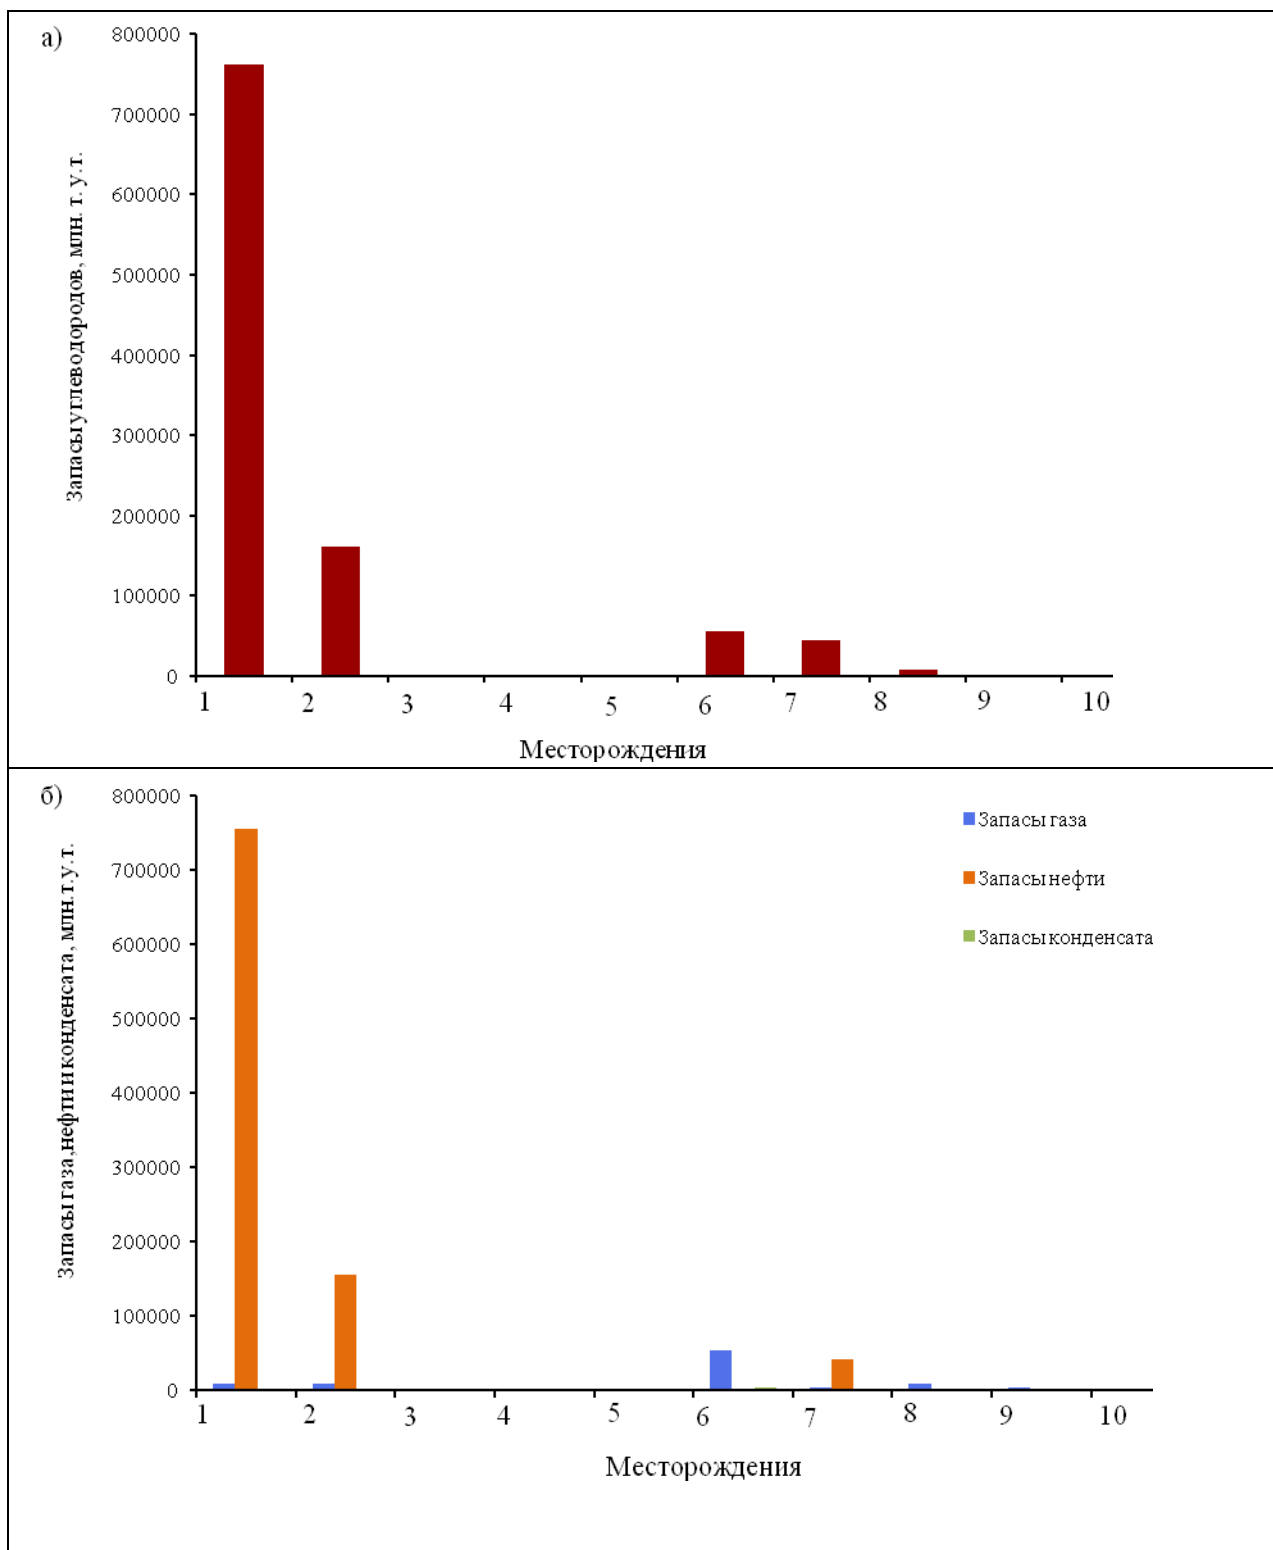 а)
800000
700000
600000
500000
400000
300000
200000
100000
0
Запасы углеводородов, млн. т. у.т.
1 2 3 4 5 6 7 8 9 10
Месторождения
б)
800000
700000
600000
500000
400000
300000
200000
100000
0
Запасы газа,нефти и конденсата, млн.т.у.т.
Запасы газа
Запасы нефти
Запасы конденсата
1 2 3 4 5 6 7 8 9 10
Месторождения